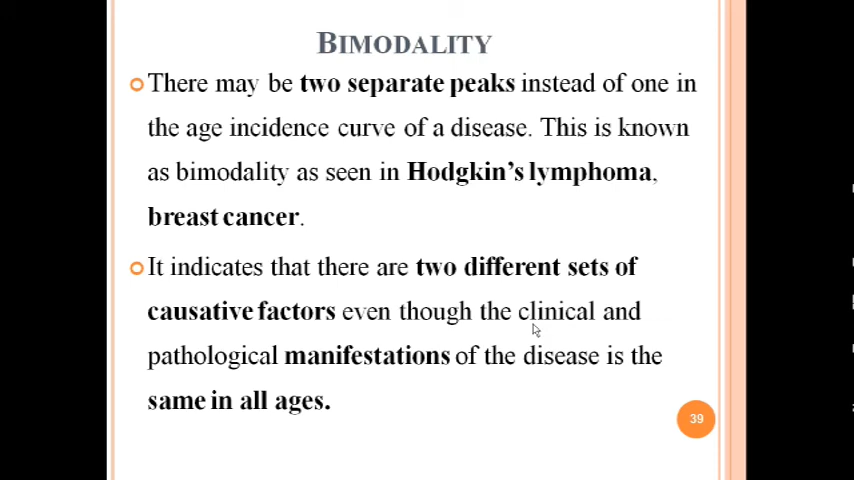 BIMODALITY
There may be two separate peaks instead of one in
the age incidence curve of a disease. This is known
as bimodality as seen in Hodgkin's lymphoma,
breast cancer.
It indicates that there are two different sets of
causative factors even though the clinical and
pathological manifestations of the disease is the
same in all ages.
39